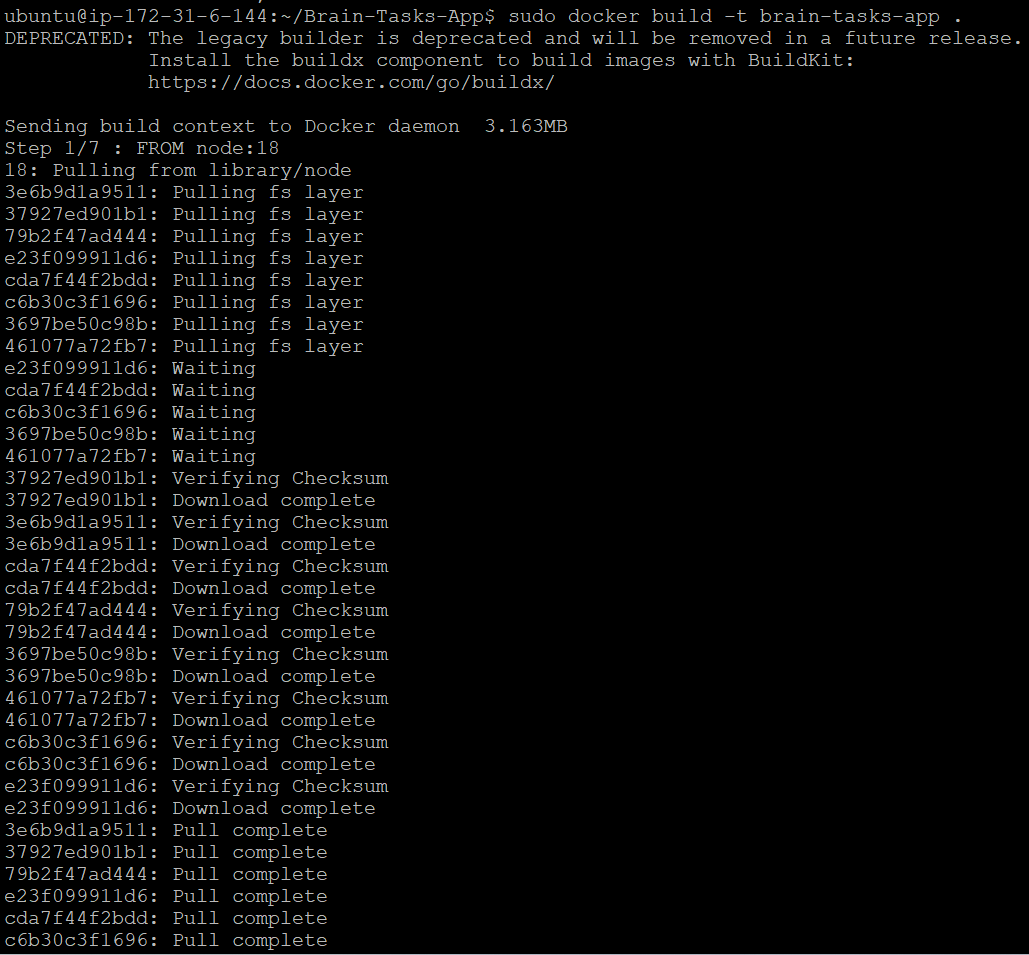 ubuntu@ip-172-31-6-144:~/Brain-Tasks-App$ sudo docker build -t brain-tasks-app .
DEPRECATED: The legacy builder is deprecated and will be removed in a future release.
            Install the buildx component to build images with BuildKit:
            https://docs.docker.com/go/buildx/

Sending build context to Docker daemon  3.163MB
Step 1/7 : FROM node:18
18: Pulling from library/node
3e6b9d1a9511: Pulling fs layer
37927ed901b1: Pulling fs layer
79b2f47ad444: Pulling fs layer
e23f099911d6: Pulling fs layer
cda7f44f2bdd: Pulling fs layer
c6b30c3f1696: Pulling fs layer
3697be50c98b: Pulling fs layer
461077a72fb7: Pulling fs layer
e23f099911d6: Waiting
cda7f44f2bdd: Waiting
c6b30c3f1696: Waiting
3697be50c98b: Waiting
461077a72fb7: Waiting
37927ed901b1: Verifying Checksum
37927ed901b1: Download complete
3e6b9d1a9511: Verifying Checksum
3e6b9d1a9511: Download complete
cda7f44f2bdd: Verifying Checksum
cda7f44f2bdd: Download complete
79b2f47ad444: Verifying Checksum
79b2f47ad444: Download complete
3697be50c98b: Verifying Checksum
3697be50c98b: Download complete
461077a72fb7: Verifying Checksum
461077a72fb7: Download complete
c6b30c3f1696: Verifying Checksum
c6b30c3f1696: Download complete
e23f099911d6: Verifying Checksum
e23f099911d6: Download complete
3e6b9d1a9511: Pull complete
37927ed901b1: Pull complete
79b2f47ad444: Pull complete
e23f099911d6: Pull complete
cda7f44f2bdd: Pull complete
c6b30c3f1696: Pull complete